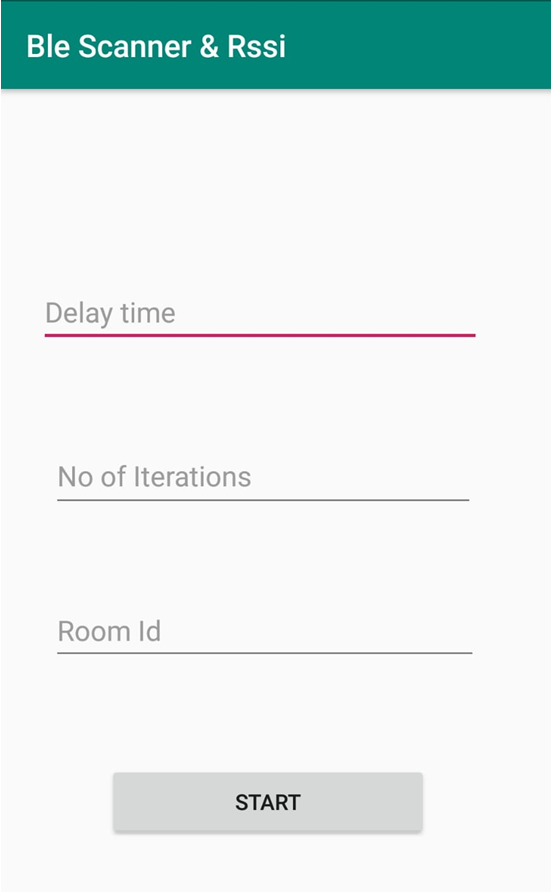 Ble Scanner & Rssi
Delay time
No of Iterations
Room Id
START